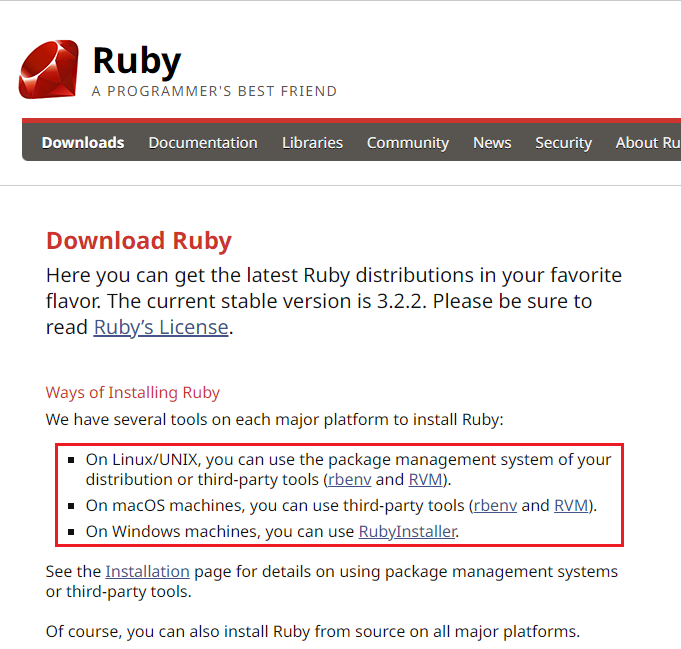 Ruby
A PROGRAMMER'S BEST FRIEND
Downloads Documentation Libraries Community News Security About Ru
Download Ruby
Here you can get the latest Ruby distributions in your favorite
flavor. The current stable version is 3.2.2. Please be sure to
read Ruby’s License.
Ways of Installing Ruby
We have several tools on each major platform to install Ruby:
On Linux/UNIX, you can use the package management system of your
distribution or third-party tools (rbenv and RVM).
On macOS machines, you can use third-party tools (rbenv and RVM).
On Windows machines, you can use RubyInstaller.
See the Installation page for details on using package management systems
or third-party tools.
Of course, you can also install Ruby from source on all major platforms.